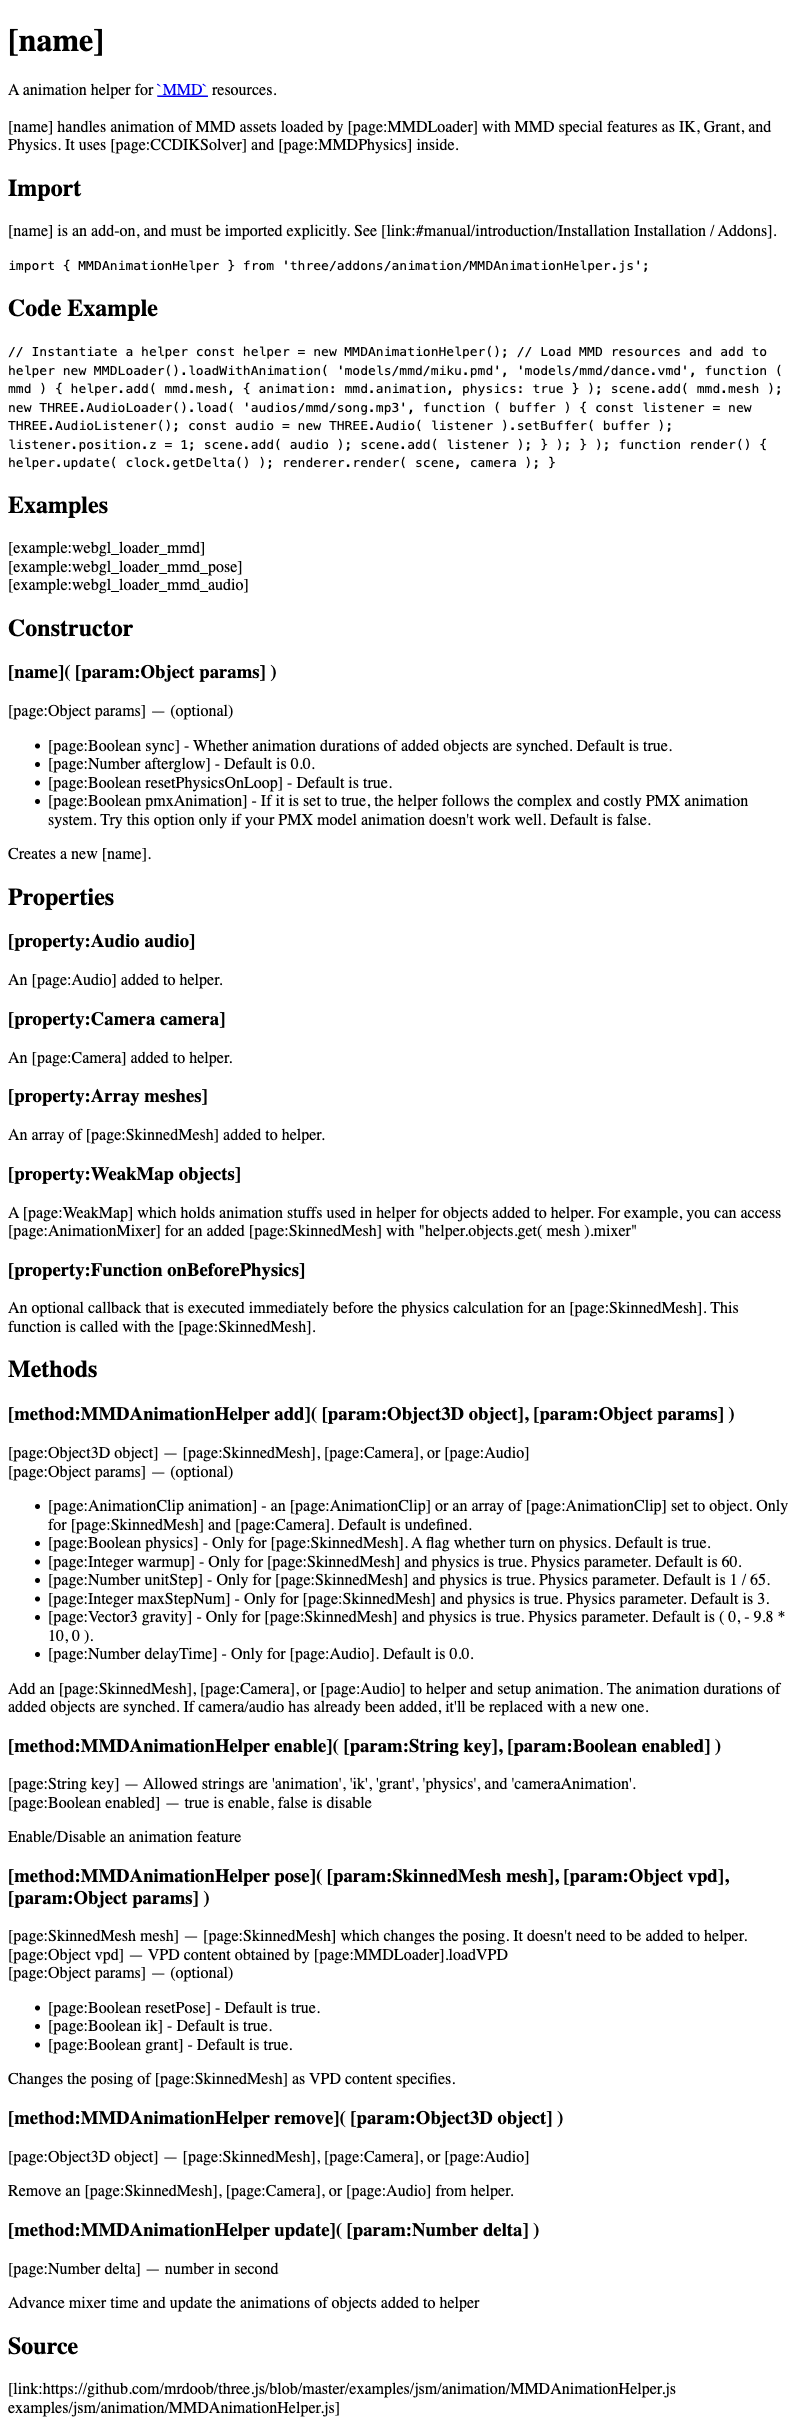 [name]
A animation helper for `MMD` resources.
[name] handles animation of MMD assets loaded by [page:MMDLoader] with MMD special features as IK, Grant, and
Physics. It uses [page:CCDIKSolver] and [page:MMDPhysics] inside.
Import
[name] is an add-on, and must be imported explicitly. See [link:#manual/introduction/Installation Installation / Addons].
import { MMDAnimationHelper } from 'three/addons/animation/MMDAnimationHelper.js';
Code Example
// Instantiate a helper const helper = new MMDAnimationHelper(); // Load MMD resources and add to
helper new MMDLoader().loadWithAnimation( 'models/mmd/miku.pmd', 'models/mmd/dance.vmd', function (
mmd ) { helper.add( mmd.mesh, { animation: mmd.animation, physics: true } ); scene.add( mmd.mesh );
new THREE.AudioLoader().load( 'audios/mmd/song.mp3', function ( buffer ) { const listener = new
THREE.AudioListener(); const audio = new THREE.Audio( listener ).setBuffer( buffer );
listener.position.z = 1; scene.add( audio ); scene.add( listener ); } ); } ); function render() {
helper.update( clock.getDelta() ); renderer.render( scene, camera ); }
Examples
[example:webgl_loader_mmd]
[example:webgl_loader_mmd_pose]
[example:webgl_loader_mmd_audio]
Constructor
[name]( [param:Object params] )
[page:Object params] — (optional)
• [page:Boolean sync] - Whether animation durations of added objects are synched. Default is true.
• [page:Number afterglow] - Default is 0.0.
• [page:Boolean resetPhysicsOnLoop] - Default is true.
• [page:Boolean pmxAnimation] - If it is set to true, the helper follows the complex and costly PMX animation
system. Try this option only if your PMX model animation doesn't work well. Default is false.
Creates a new [name].
Properties
[property:Audio audio]
An [page:Audio] added to helper.
[property:Camera camera]
An [page:Camera] added to helper.
[property:Array meshes]
An array of [page:SkinnedMesh] added to helper.
[property:WeakMap objects]
A [page:WeakMap] which holds animation stuffs used in helper for objects added to helper. For example, you can access
[page:AnimationMixer] for an added [page:SkinnedMesh] with "helper.objects.get( mesh ).mixer"
[property:Function onBeforePhysics]
An optional callback that is executed immediately before the physics calculation for an [page:SkinnedMesh]. This
function is called with the [page:SkinnedMesh].
Methods
[method:MMDAnimationHelper add]( [param:Object3D object], [param:Object params] )
[page:Object3D object] — [page:SkinnedMesh], [page:Camera], or [page:Audio]
[page:Object params] — (optional)
• [page:AnimationClip animation] - an [page:AnimationClip] or an array of [page:AnimationClip] set to object. Only
for [page:SkinnedMesh] and [page:Camera]. Default is undefined.
• [page:Boolean physics] - Only for [page:SkinnedMesh]. A flag whether turn on physics. Default is true.
• [page:Integer warmup] - Only for [page:SkinnedMesh] and physics is true. Physics parameter. Default is 60.
• [page:Number unitStep] - Only for [page:SkinnedMesh] and physics is true. Physics parameter. Default is 1 / 65.
• [page:Integer maxStepNum] - Only for [page:SkinnedMesh] and physics is true. Physics parameter. Default is 3.
• [page:Vector3 gravity] - Only for [page:SkinnedMesh] and physics is true. Physics parameter. Default is ( 0, - 9.8 *
10, 0 ).
• [page:Number delayTime] - Only for [page:Audio]. Default is 0.0.
Add an [page:SkinnedMesh], [page:Camera], or [page:Audio] to helper and setup animation. The animation durations of
added objects are synched. If camera/audio has already been added, it'll be replaced with a new one.
[method:MMDAnimationHelper enable]( [param:String key], [param:Boolean enabled] )
[page:String key] — Allowed strings are 'animation', 'ik', 'grant', 'physics', and 'cameraAnimation'.
[page:Boolean enabled] — true is enable, false is disable
Enable/Disable an animation feature
[method:MMDAnimationHelper pose]( [param:SkinnedMesh mesh], [param:Object vpd],
[param:Object params] )
[page:SkinnedMesh mesh] — [page:SkinnedMesh] which changes the posing. It doesn't need to be added to helper.
[page:Object vpd] — VPD content obtained by [page:MMDLoader].loadVPD
[page:Object params] — (optional)
• [page:Boolean resetPose] - Default is true.
• [page:Boolean ik] - Default is true.
• [page:Boolean grant] - Default is true.
Changes the posing of [page:SkinnedMesh] as VPD content specifies.
[method:MMDAnimationHelper remove]( [param:Object3D object] )
[page:Object3D object] — [page:SkinnedMesh], [page:Camera], or [page:Audio]
Remove an [page:SkinnedMesh], [page:Camera], or [page:Audio] from helper.
[method:MMDAnimationHelper update]( [param:Number delta] )
[page:Number delta] — number in second
Advance mixer time and update the animations of objects added to helper
Source
[link:https://github.com/mrdoob/three.js/blob/master/examples/jsm/animation/MMDAnimationHelper.js
examples/jsm/animation/MMDAnimationHelper.js]